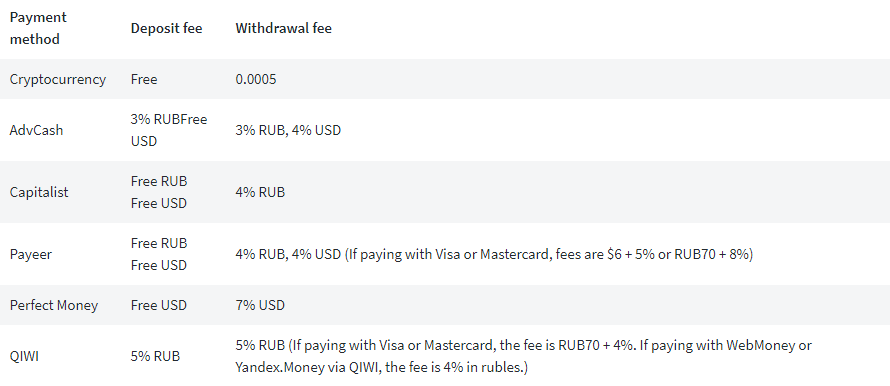 Payment method Deposit fee Withdrawal fee
Cryptocurrency Free 0.0005
AdvCash 3% RUBFree USD 3% RUB, 4% USD
Capitalist Free RUB Free USD 4% RUB
Payeer Free RUB Free USD 4% RUB, 4% USD (If paying with Visa or Mastercard, fees are $6 + 5% or RUB70 + 8%)
Perfect Money Free USD 7% USD
QIWI 5% RUB 5% RUB (If paying with Visa or Mastercard, the fee is RUB70 + 4%. If paying with WebMoney or
Yandex.Money via QIWI, the fee is 4% in rubles.)